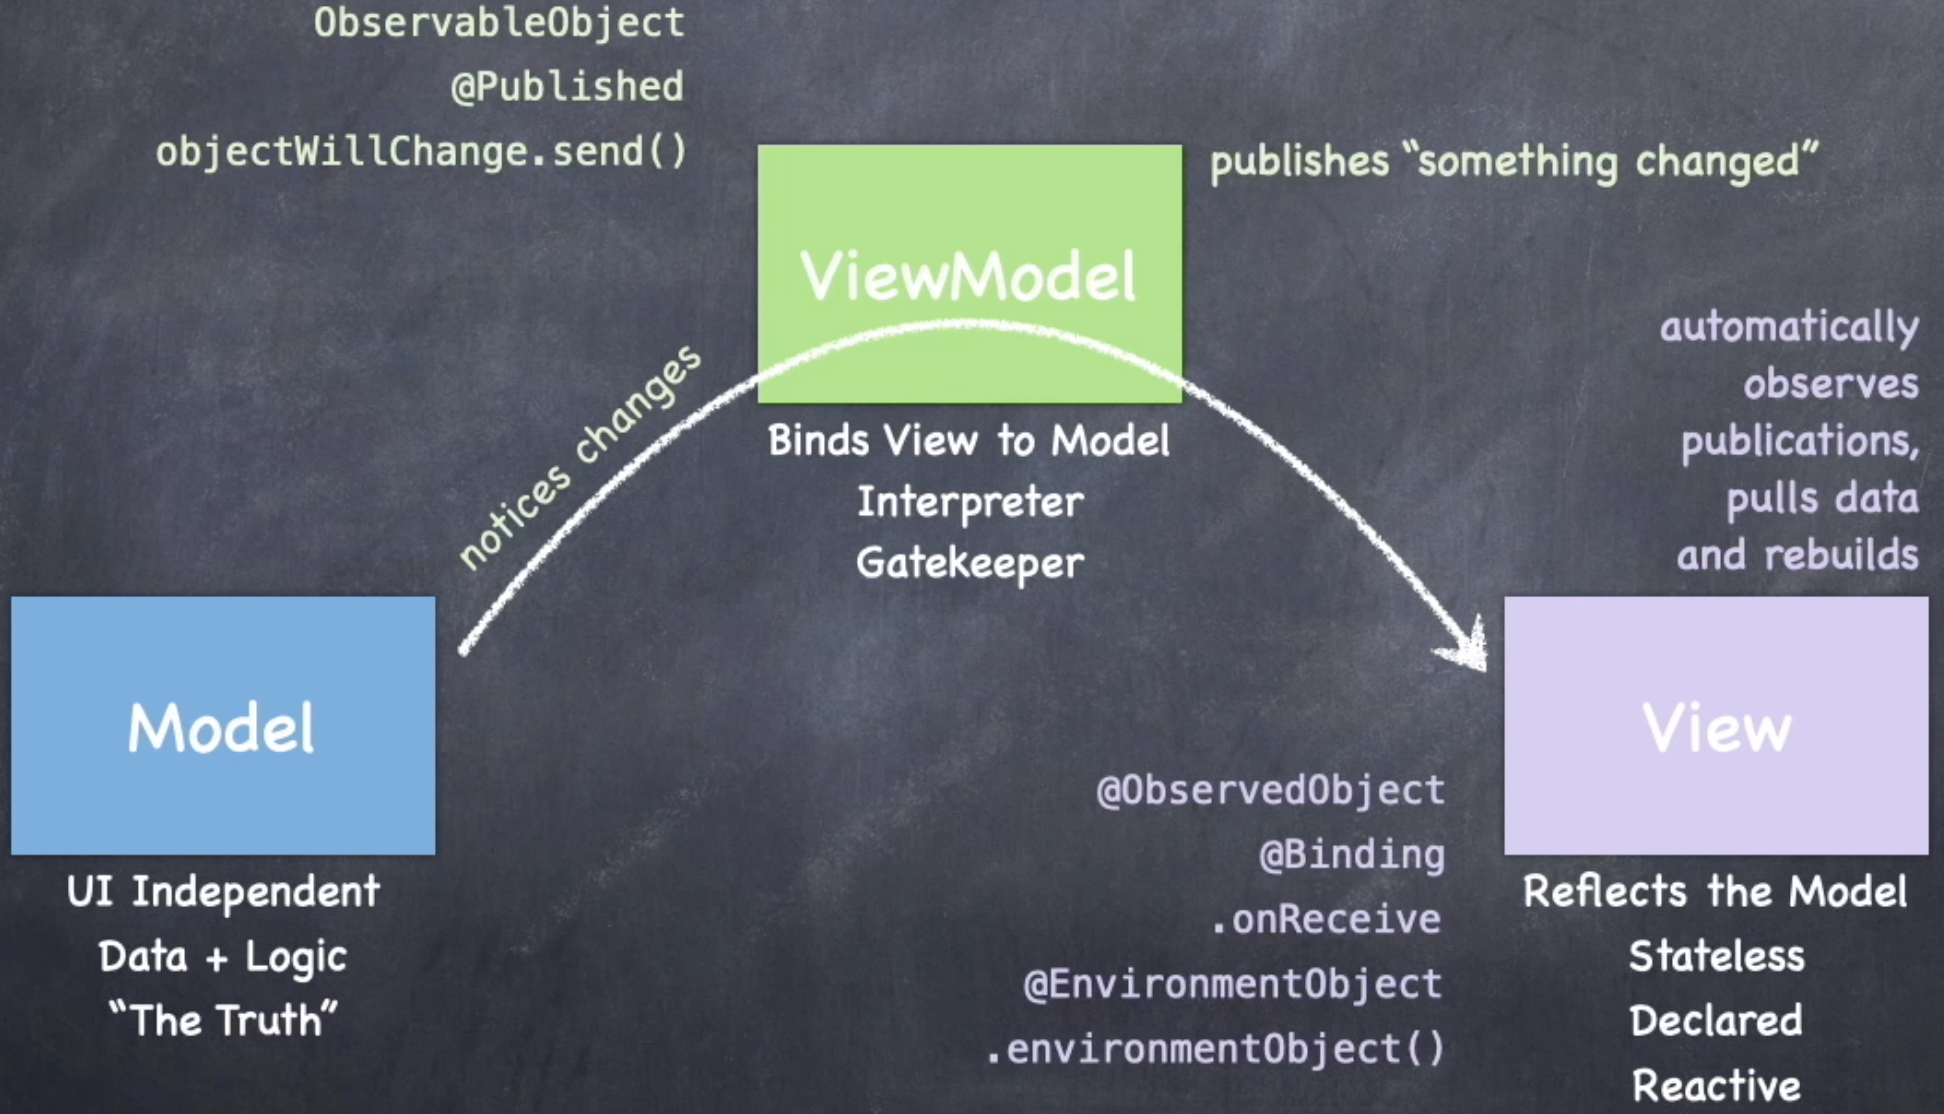 ObservableObject
@Published
objectWillChange.send()
publishes “something changed”
ViewModel
automatically
observes
publications,
pulls data
and rebuilds
notices changes
Binds View to Model
Interpreter
Gatekeeper
Model
View
UI Independent
Data + Logic
“The Truth”
@ObservedObject
@Binding
.onReceive
@EnvironmentObject
.environmentObject()
Reflects the Model
Stateless
Declared
Reactive